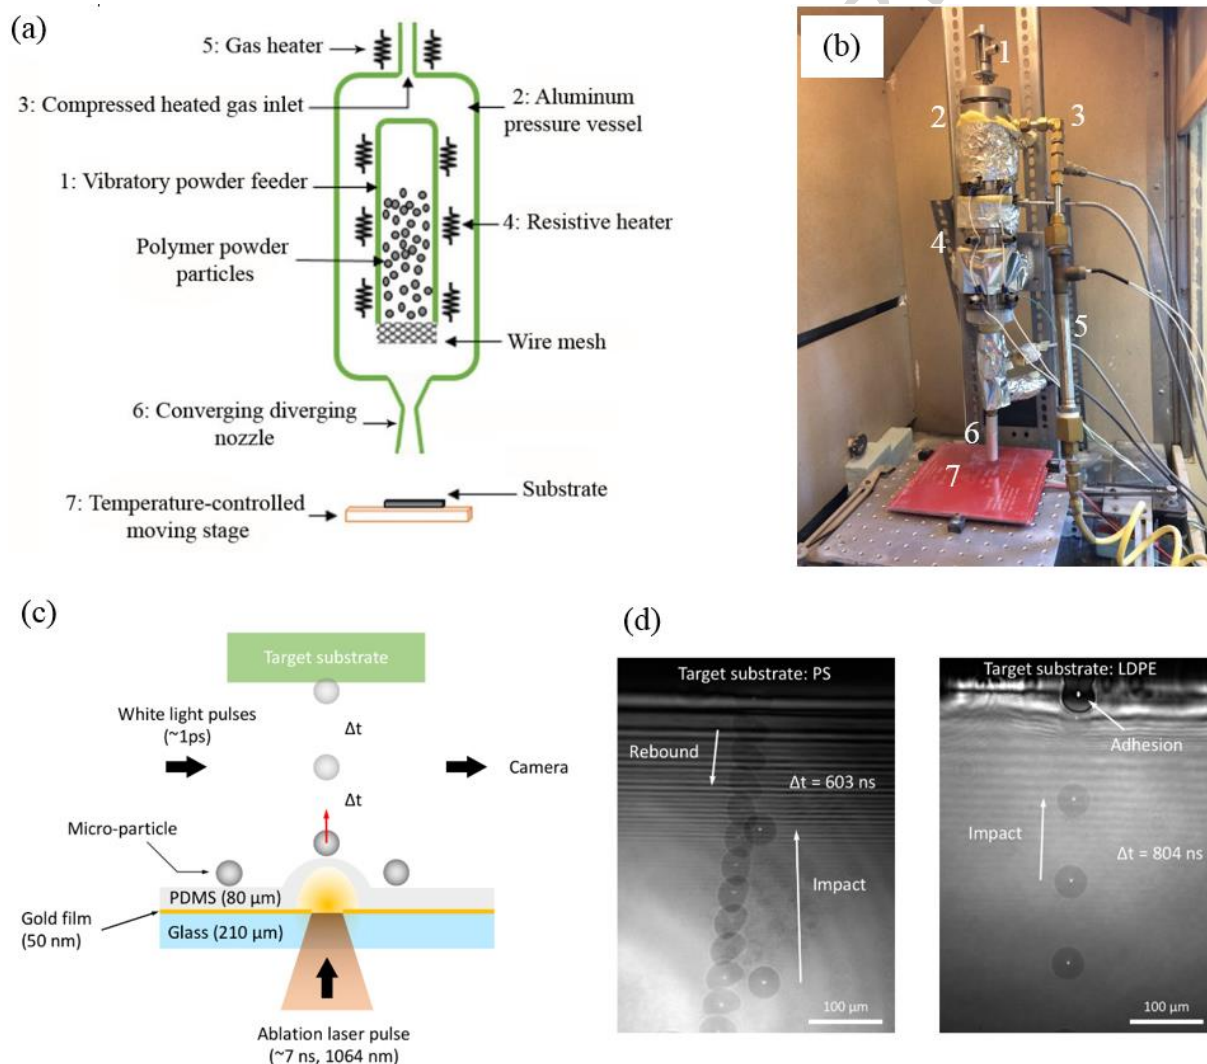 (a)
5: Gas heater
3: Compressed heated gas inlet
2: Aluminum
pressure vessel
1: Vibratory powder feeder
4: Resistive heater
Polymer powder
particles
Wire mesh
6: Converging diverging
nozzle
Substrate
7: Temperature-controlled
moving stage
(b)
1
2
3
4
5
6
7
(c)
Target substrate
White light pulses
(~1ps)
Δt
Camera
Δt
Micro-particle
PDMS (80 μm)
Gold film
(50 nm)
Glass (210 μm)
Ablation laser pulse
(~7 ns, 1064 nm)
(d)
Target substrate: PS
Rebound
Δt = 603 ns
Impact
100 μm
Target substrate: LDPE
Adhesion
Impact
Δt = 804 ns
100 μm